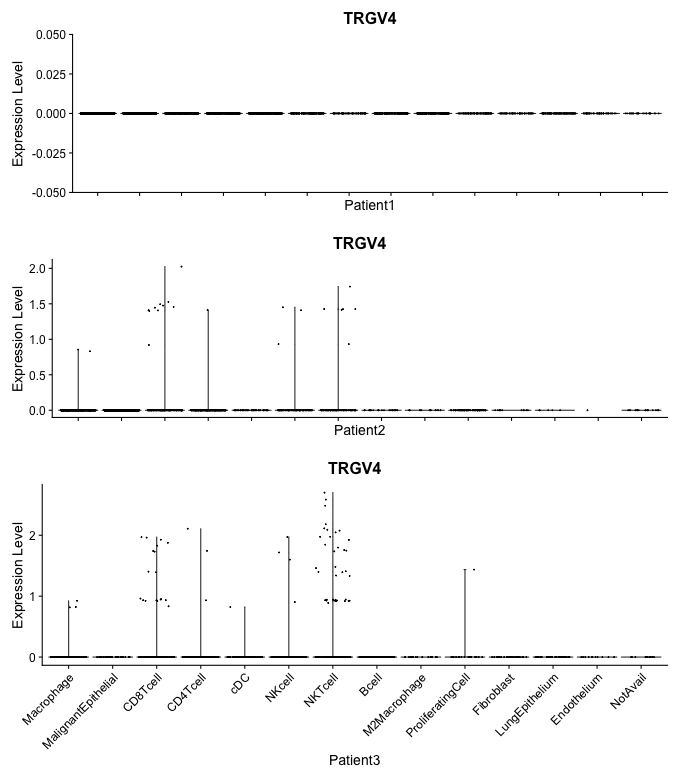 TRGV4
Expression Level
0.050
0.025
0.000
-0.025
-0.050
Patient1
TRGV4
Expression Level
2.0
1.5
1.0
0.5
0.0
Patient2
TRGV4
Expression Level
2
1
0
Macrophage
MalignantEpithelial
CD8Tcell
CD4Tcell
cDC
NKcell
NKTcell
Bcell
M2Macrophage
ProliferatingCell
Fibroblast
LungEpithelium
Endothelium
NotAvail
Patient3